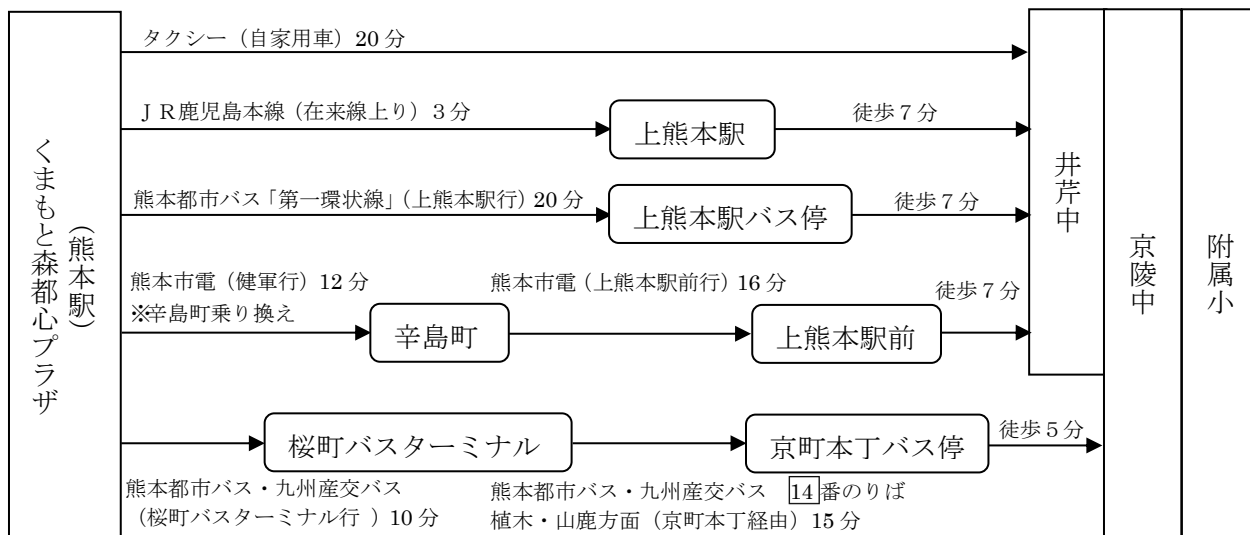 くまもと森都心プラザ
(熊本駅)
タクシー（自家用車）20分
ＪＲ鹿児島本線（在来線上り）３分
上熊本駅
徒歩７分
熊本都市バス「第一環状線」（上熊本駅行）20分
上熊本駅バス停
徒歩７分
熊本市電（健軍行）12分
※辛島町乗り換え
辛島町
熊本市電（上熊本駅前行）16分
上熊本駅前
徒歩７分
井芹中
桜町バスターミナル
京町本丁バス停
徒歩５分
熊本都市バス・九州産交バス
（桜町バスターミナル行 ）10分
熊本都市バス・九州産交バス 14番のりば
植木・山鹿方面（京町本丁経由）15分
京陵中
附属小